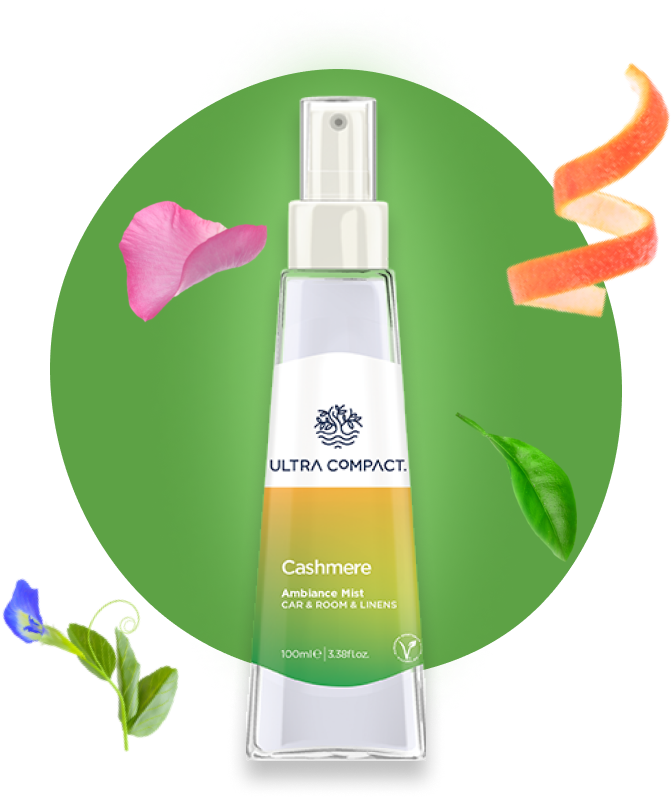 ULTRA COMPACT.
Cashmere
Ambiance Mist
CAR & ROOM & LINENS
100ml℮ | 3.38fl.oz.